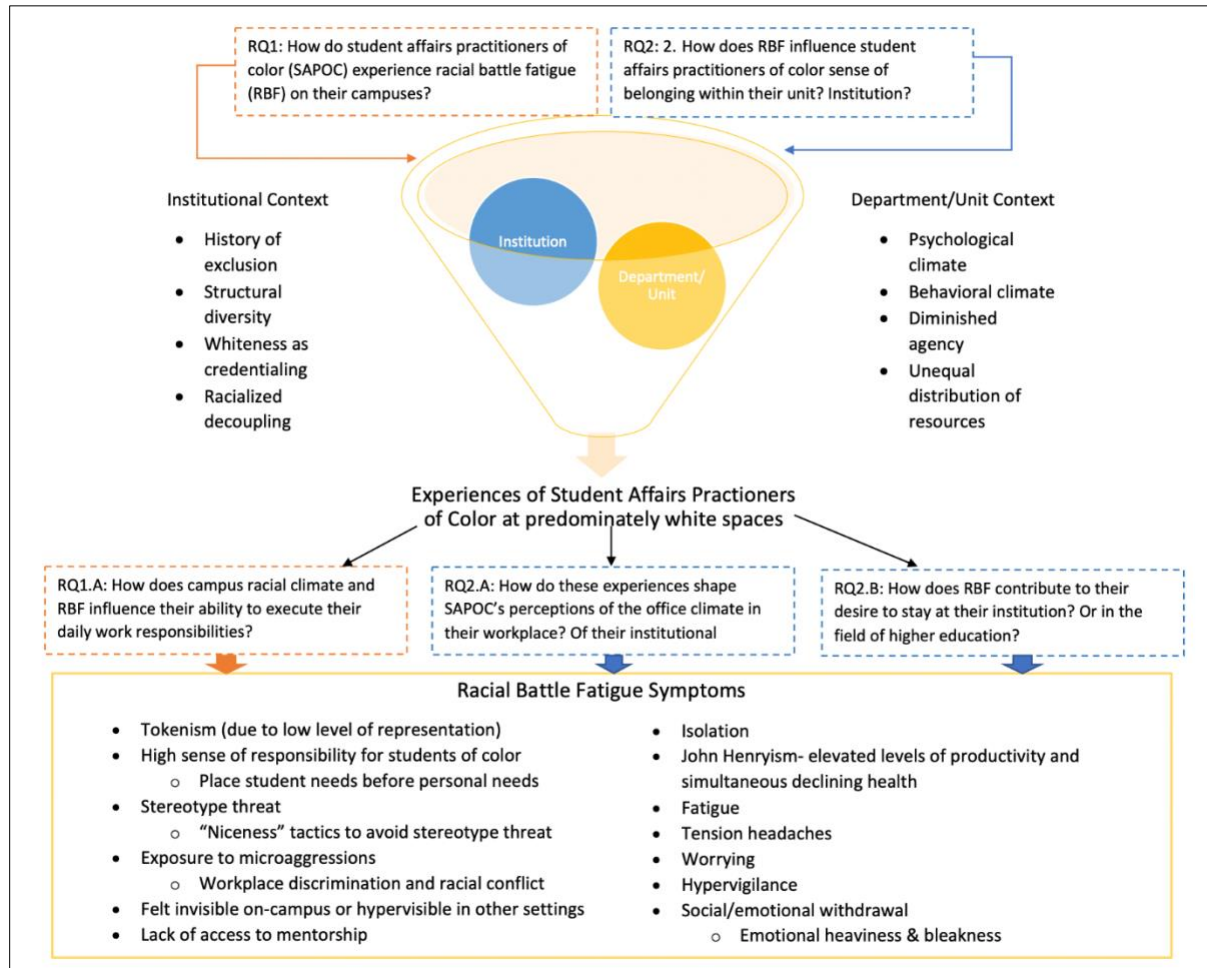 RQ1: How do student affairs practitioners of
color (SAPOC) experience racial battle fatigue
(RBF) on their campuses?
RQ2: 2. How does RBF influence student
affairs practitioners of color sense of
belonging within their unit? Institution?
Institutional Context
• History of
exclusion
• Structural
diversity
• Whiteness as
credentialing
• Racialized
decoupling
Institution
Department/
Unit
Department/Unit Context
• Psychological
climate
• Behavioral climate
• Diminished
agency
• Unequal
distribution of
resources
Experiences of Student Affairs Practioners
of Color at predominately white spaces
RQ1.A: How does campus racial climate and
RBF influence their ability to execute their
daily work responsibilities?
RQ2.A: How do these experiences shape
SAPOC’s perceptions of the office climate in
their workplace? Of their institutional
RQ2.B: How does RBF contribute to their
desire to stay at their institution? Or in the
field of higher education?
Racial Battle Fatigue Symptoms
• Tokenism (due to low level of representation)
• High sense of responsibility for students of color
o Place student needs before personal needs
• Stereotype threat
o “Niceness” tactics to avoid stereotype threat
• Exposure to microaggressions
o Workplace discrimination and racial conflict
• Felt invisible on-campus or hypervisible in other settings
• Lack of access to mentorship
• Isolation
• John Henryism- elevated levels of productivity and
simultaneous declining health
• Fatigue
• Tension headaches
• Worrying
• Hypervigilance
• Social/emotional withdrawal
o Emotional heaviness & bleakness